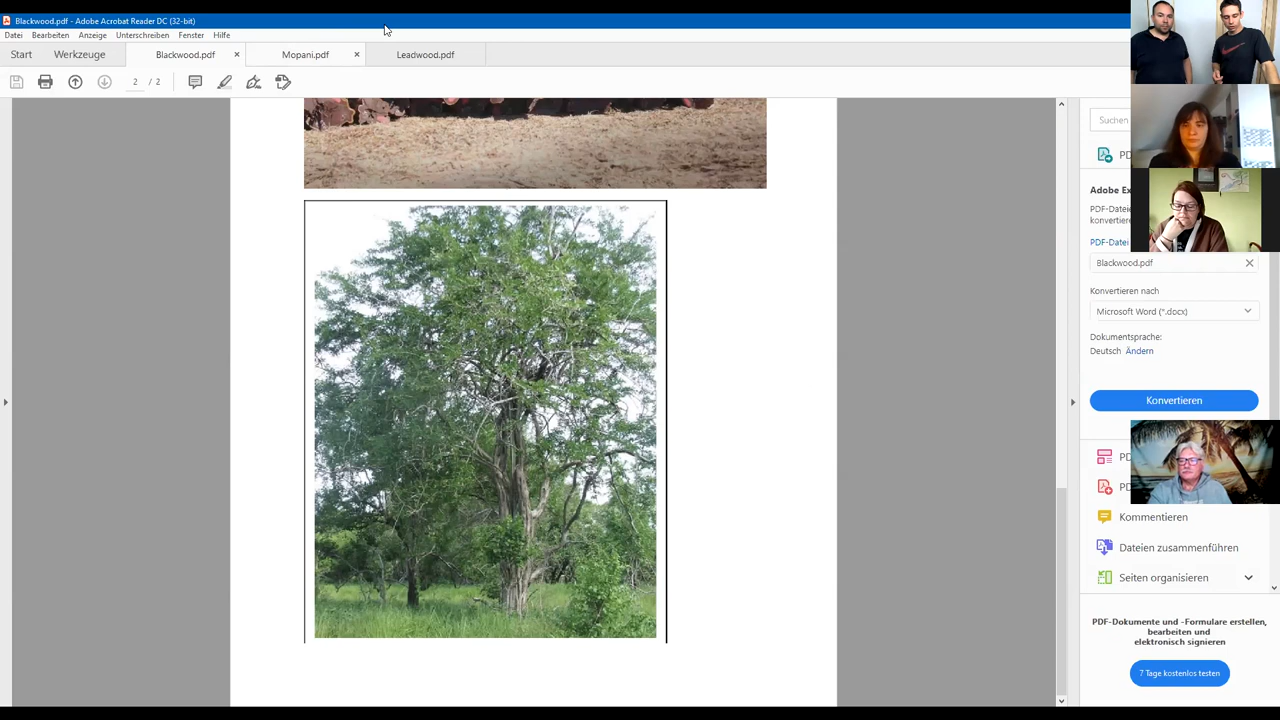 Blackwood.pdf - Adobe Acrobat Reader DC (32-bit)
Datei Bearbeiten Anzeige Unterschreiben Fenster Hilfe
Start Werkzeuge Blackwood.pdf Mopani.pdf Leadwood.pdf
2 / 2
Suchen
Adobe Ex
PDF-Date
konvertiere
PDF-Datei
Blackwood.pdf
Konvertieren nach
Microsoft Word (*.docx)
Dokumentsprache:
Deutsch Ändern
Konvertieren
Kommentieren
Dateien zusammenführen
Seiten organisieren
PDF-Dokumente und -Formulare erstellen,
bearbeiten und
elektronisch signieren
7 Tage kostenlos testen